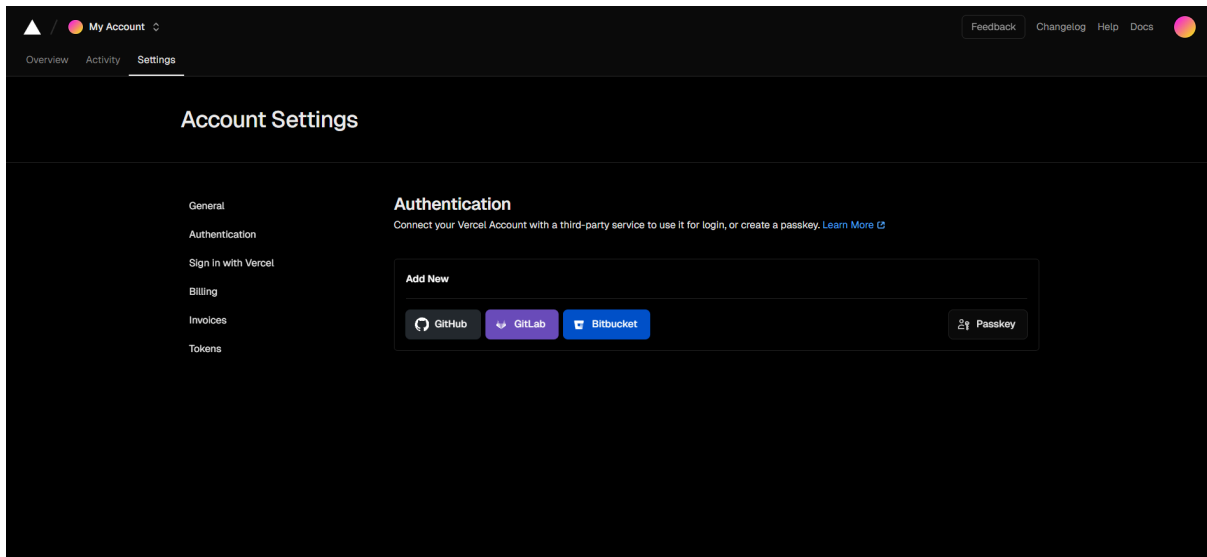 My Account
Feedback Changelog Help Docs
Overview Activity Settings
Account Settings
General
Authentication
Sign in with Vercel
Billing
Invoices
Tokens
Authentication
Connect your Vercel Account with a third-party service to use it for login, or create a passkey. Learn More
Add New
GitHub GitLab Bitbucket Passkey